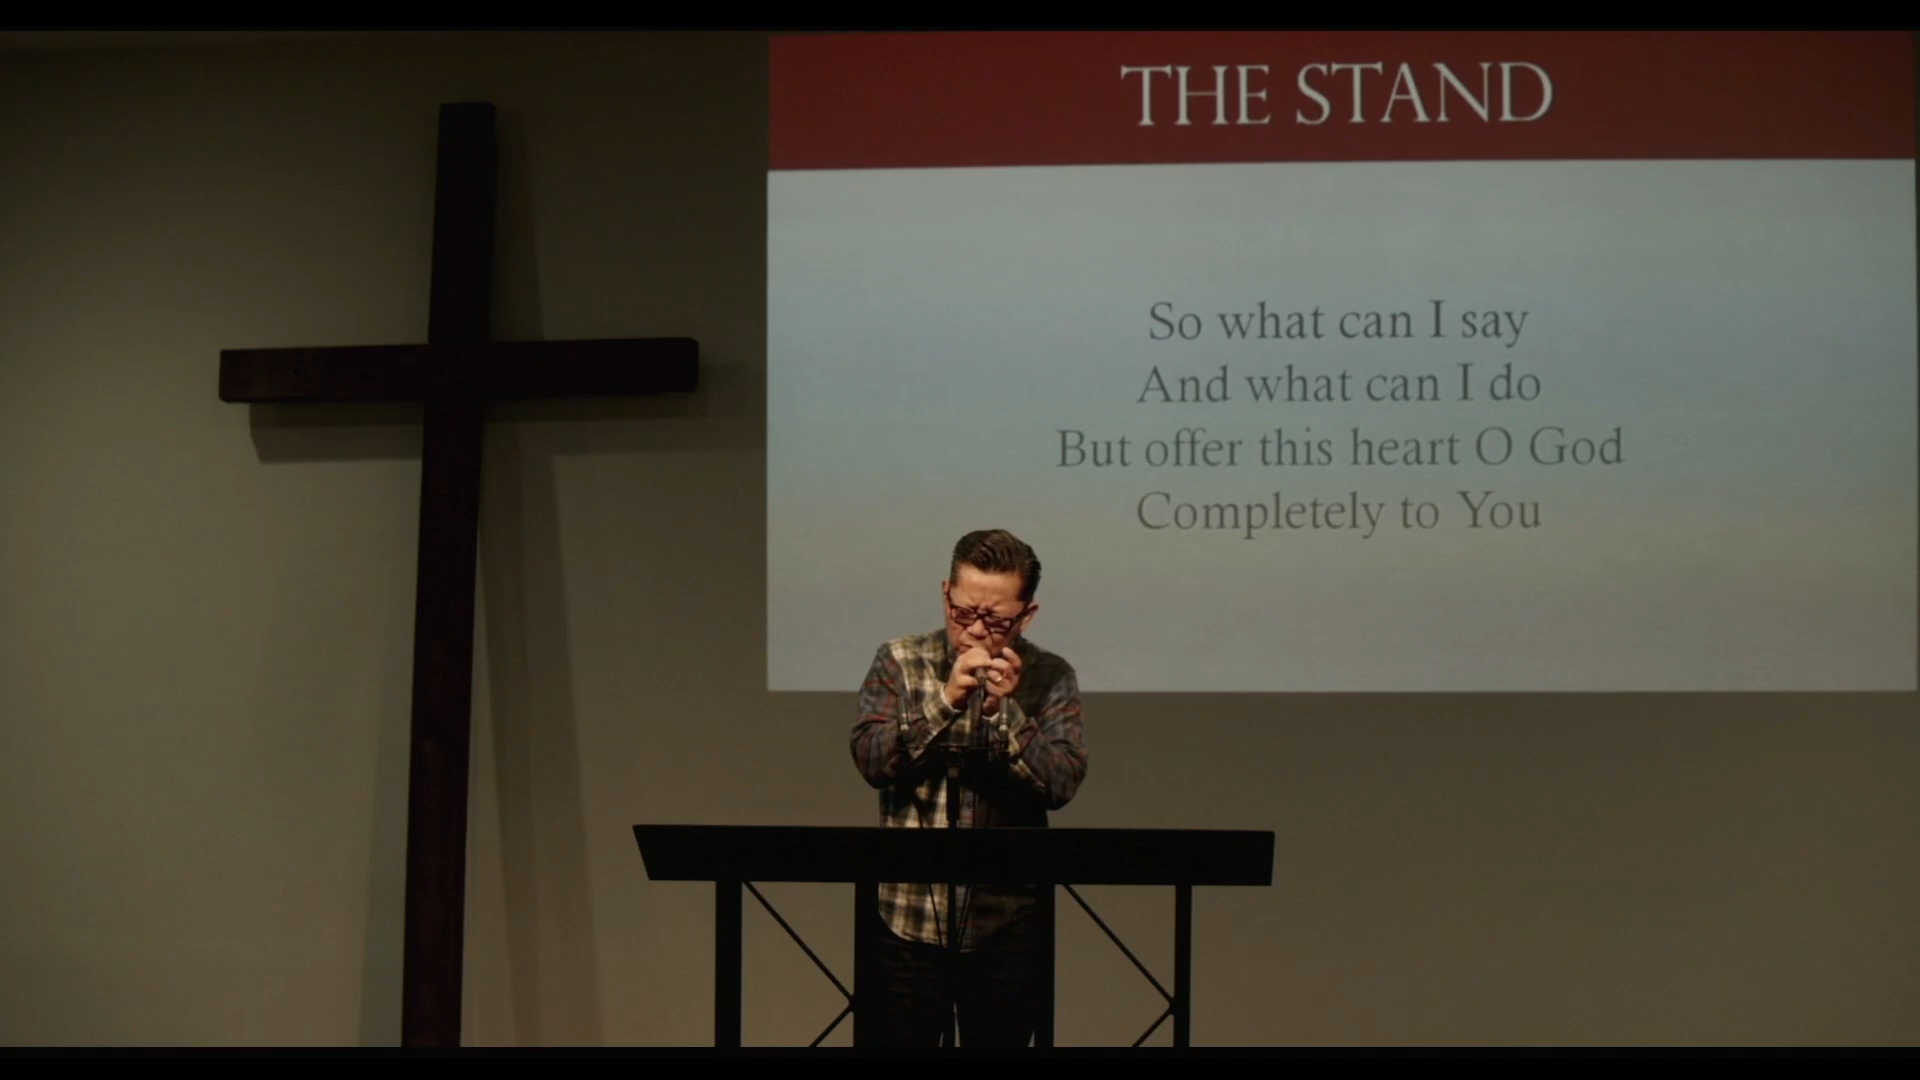 THE STAND
So what can I say
And what can I do
But offer this heart O God
Completely to You